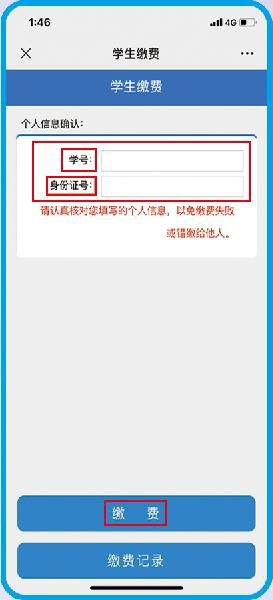 1:46
4G
学生缴费
学生缴费
个人信息确认:
学号:
身份证号:
请认真核对您填写的个人信息，以免缴费失败
或错缴给他人。
缴 费
缴费记录